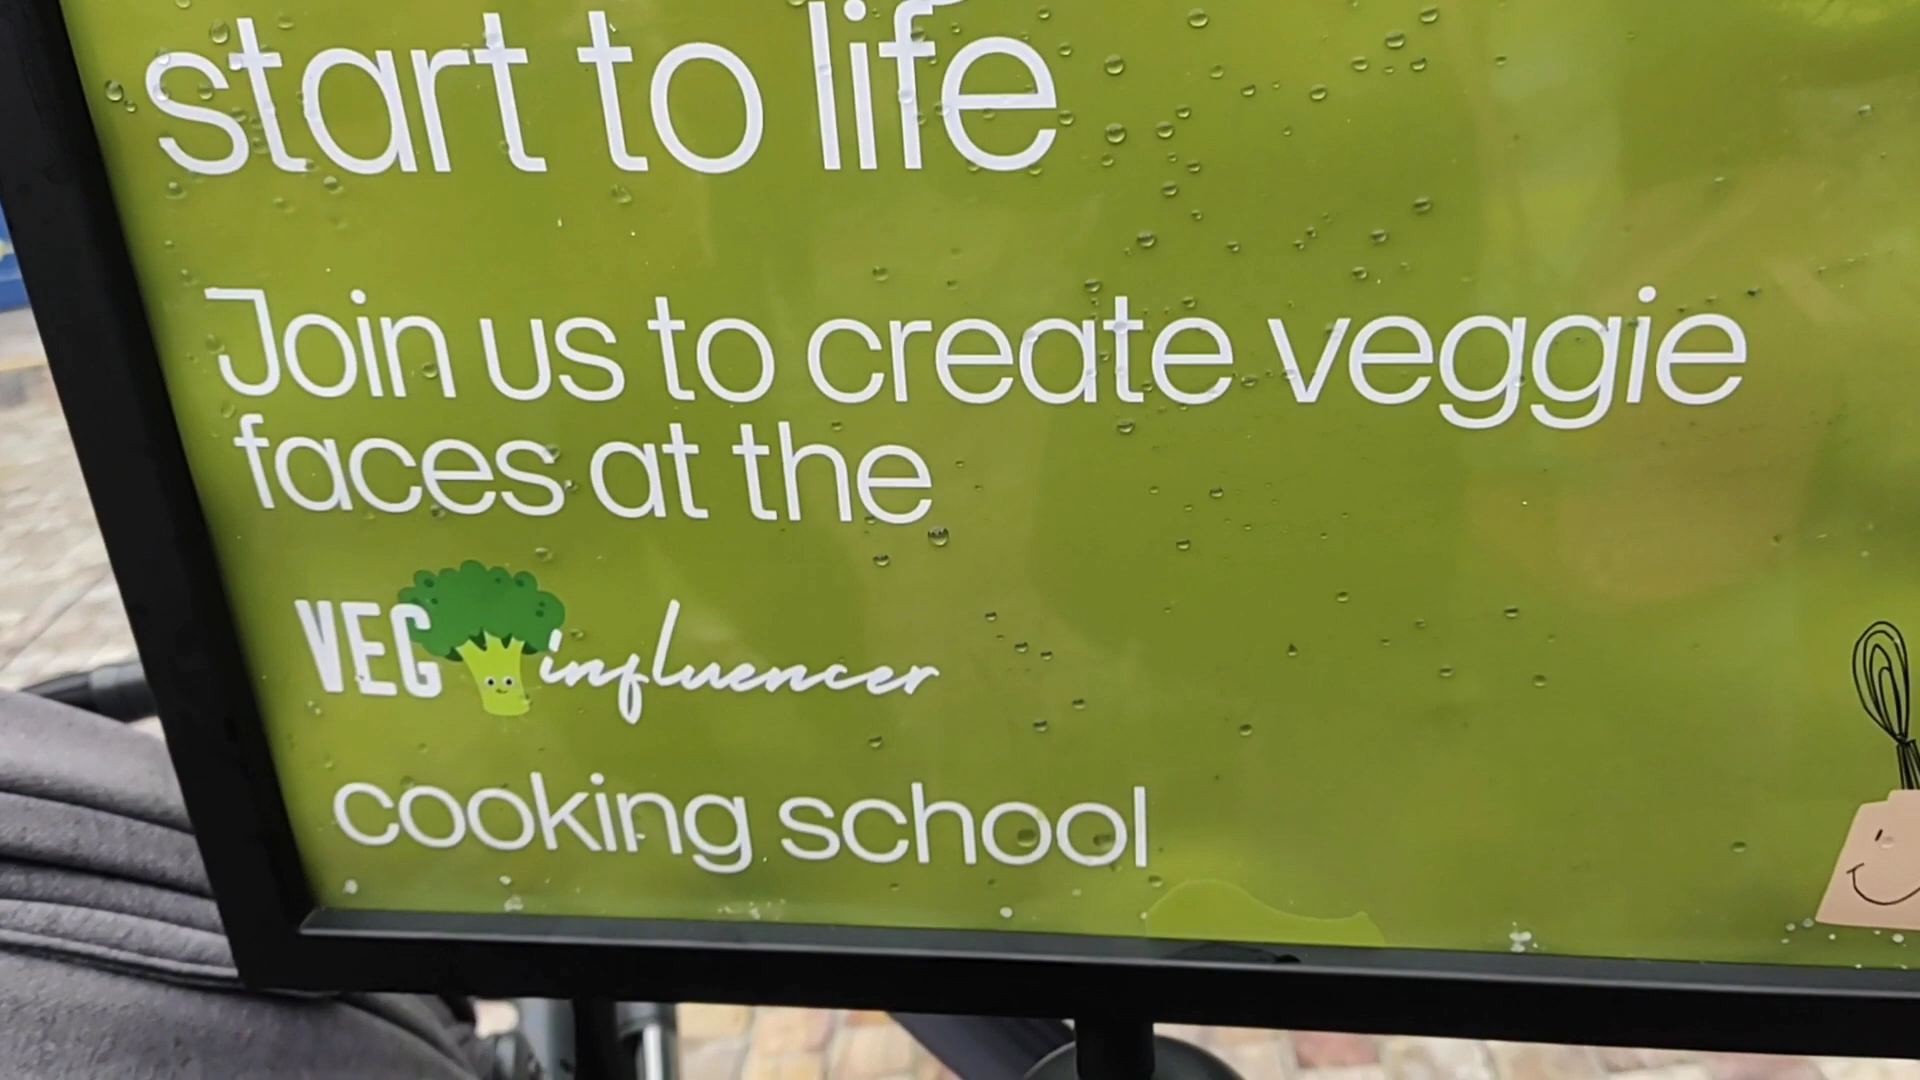 start to life
Join us to create veggie
faces at the
VEG influencer
cooking school